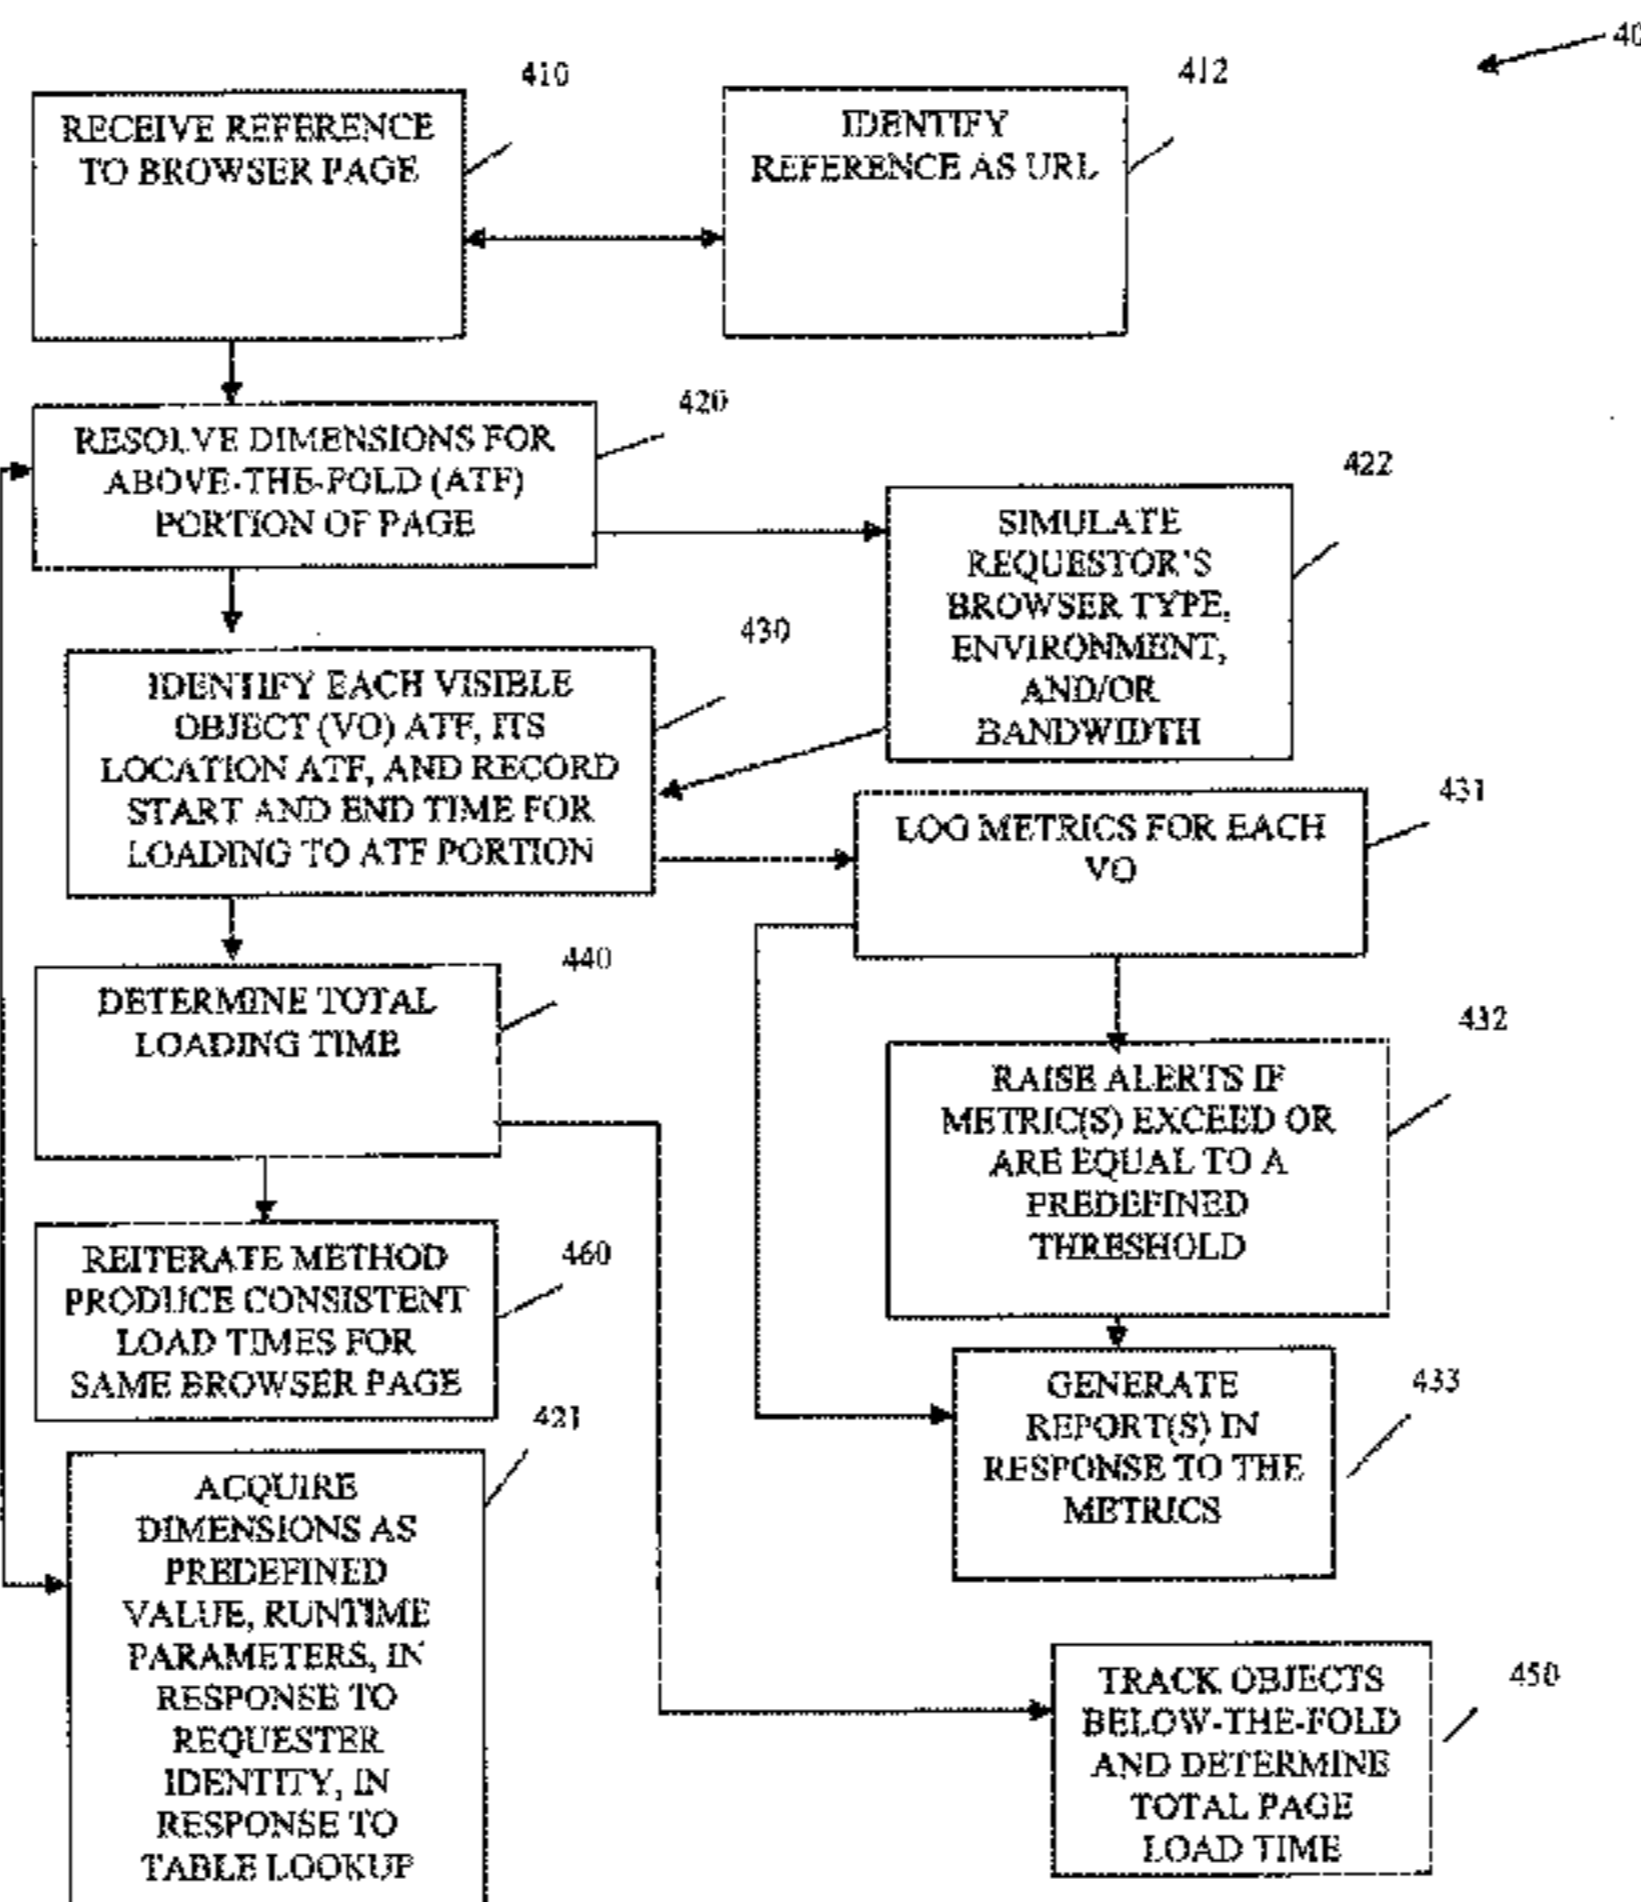 40
410
RECEIVE REFERENCE
TO BROWSER PAGE
412
IDENTIFY
REFERENCE AS URL
420
RESOLVE DIMENSIONS FOR
ABOVE-THE-FOLD (ATF)
PORTION OF PAGE
422
SIMULATE
REQUESTOR'S
BROWSER TYPE,
ENVIRONMENT,
AND/OR
BANDWIDTH
430
IDENTIFY EACH VISIBLE
OBJECT (VO) ATF, ITS
LOCATION ATF, AND RECORD
START AND END TIME FOR
LOADING TO ATF PORTION
431
LOG METRICS FOR EACH
VO
440
DETERMINE TOTAL
LOADING TIME
432
RAISE ALERTS IF
METRIC(S) EXCEED OR
ARE EQUAL TO A
PREDEFINED
THRESHOLD
460
REITERATE METHOD
PRODUCE CONSISTENT
LOAD TIMES FOR
SAME BROWSER PAGE
433
GENERATE
REPORT(S) IN
RESPONSE TO THE
METRICS
421
ACQUIRE
DIMENSIONS AS
PREDEFINED
VALUE, RUNTIME
PARAMETERS, IN
RESPONSE TO
REQUESTER
IDENTITY, IN
RESPONSE TO
TABLE LOOKUP
450
TRACK OBJECTS
BELOW-THE-FOLD
AND DETERMINE
TOTAL PAGE
LOAD TIME